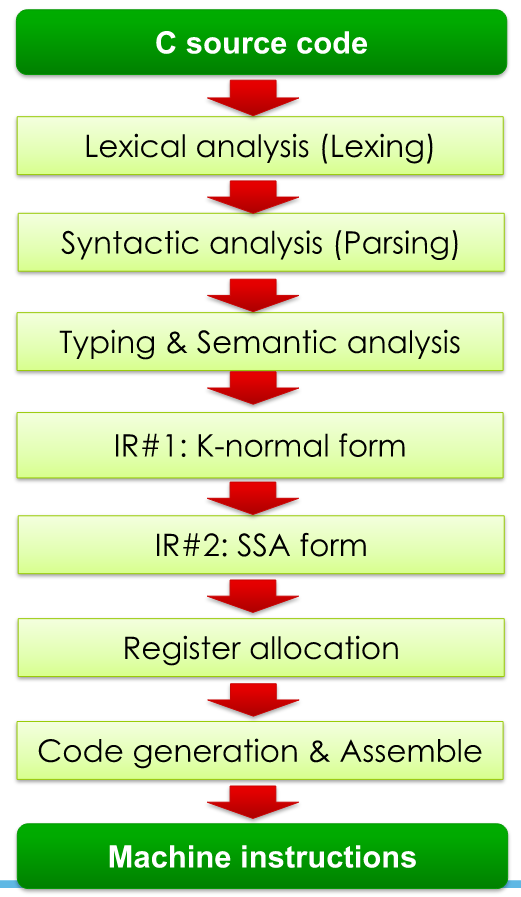 C source code
Lexical analysis (Lexing)
Syntactic analysis (Parsing)
Typing & Semantic analysis
IR#1: K-normal form
IR#2: SSA form
Register allocation
Code generation & Assemble
Machine instructions